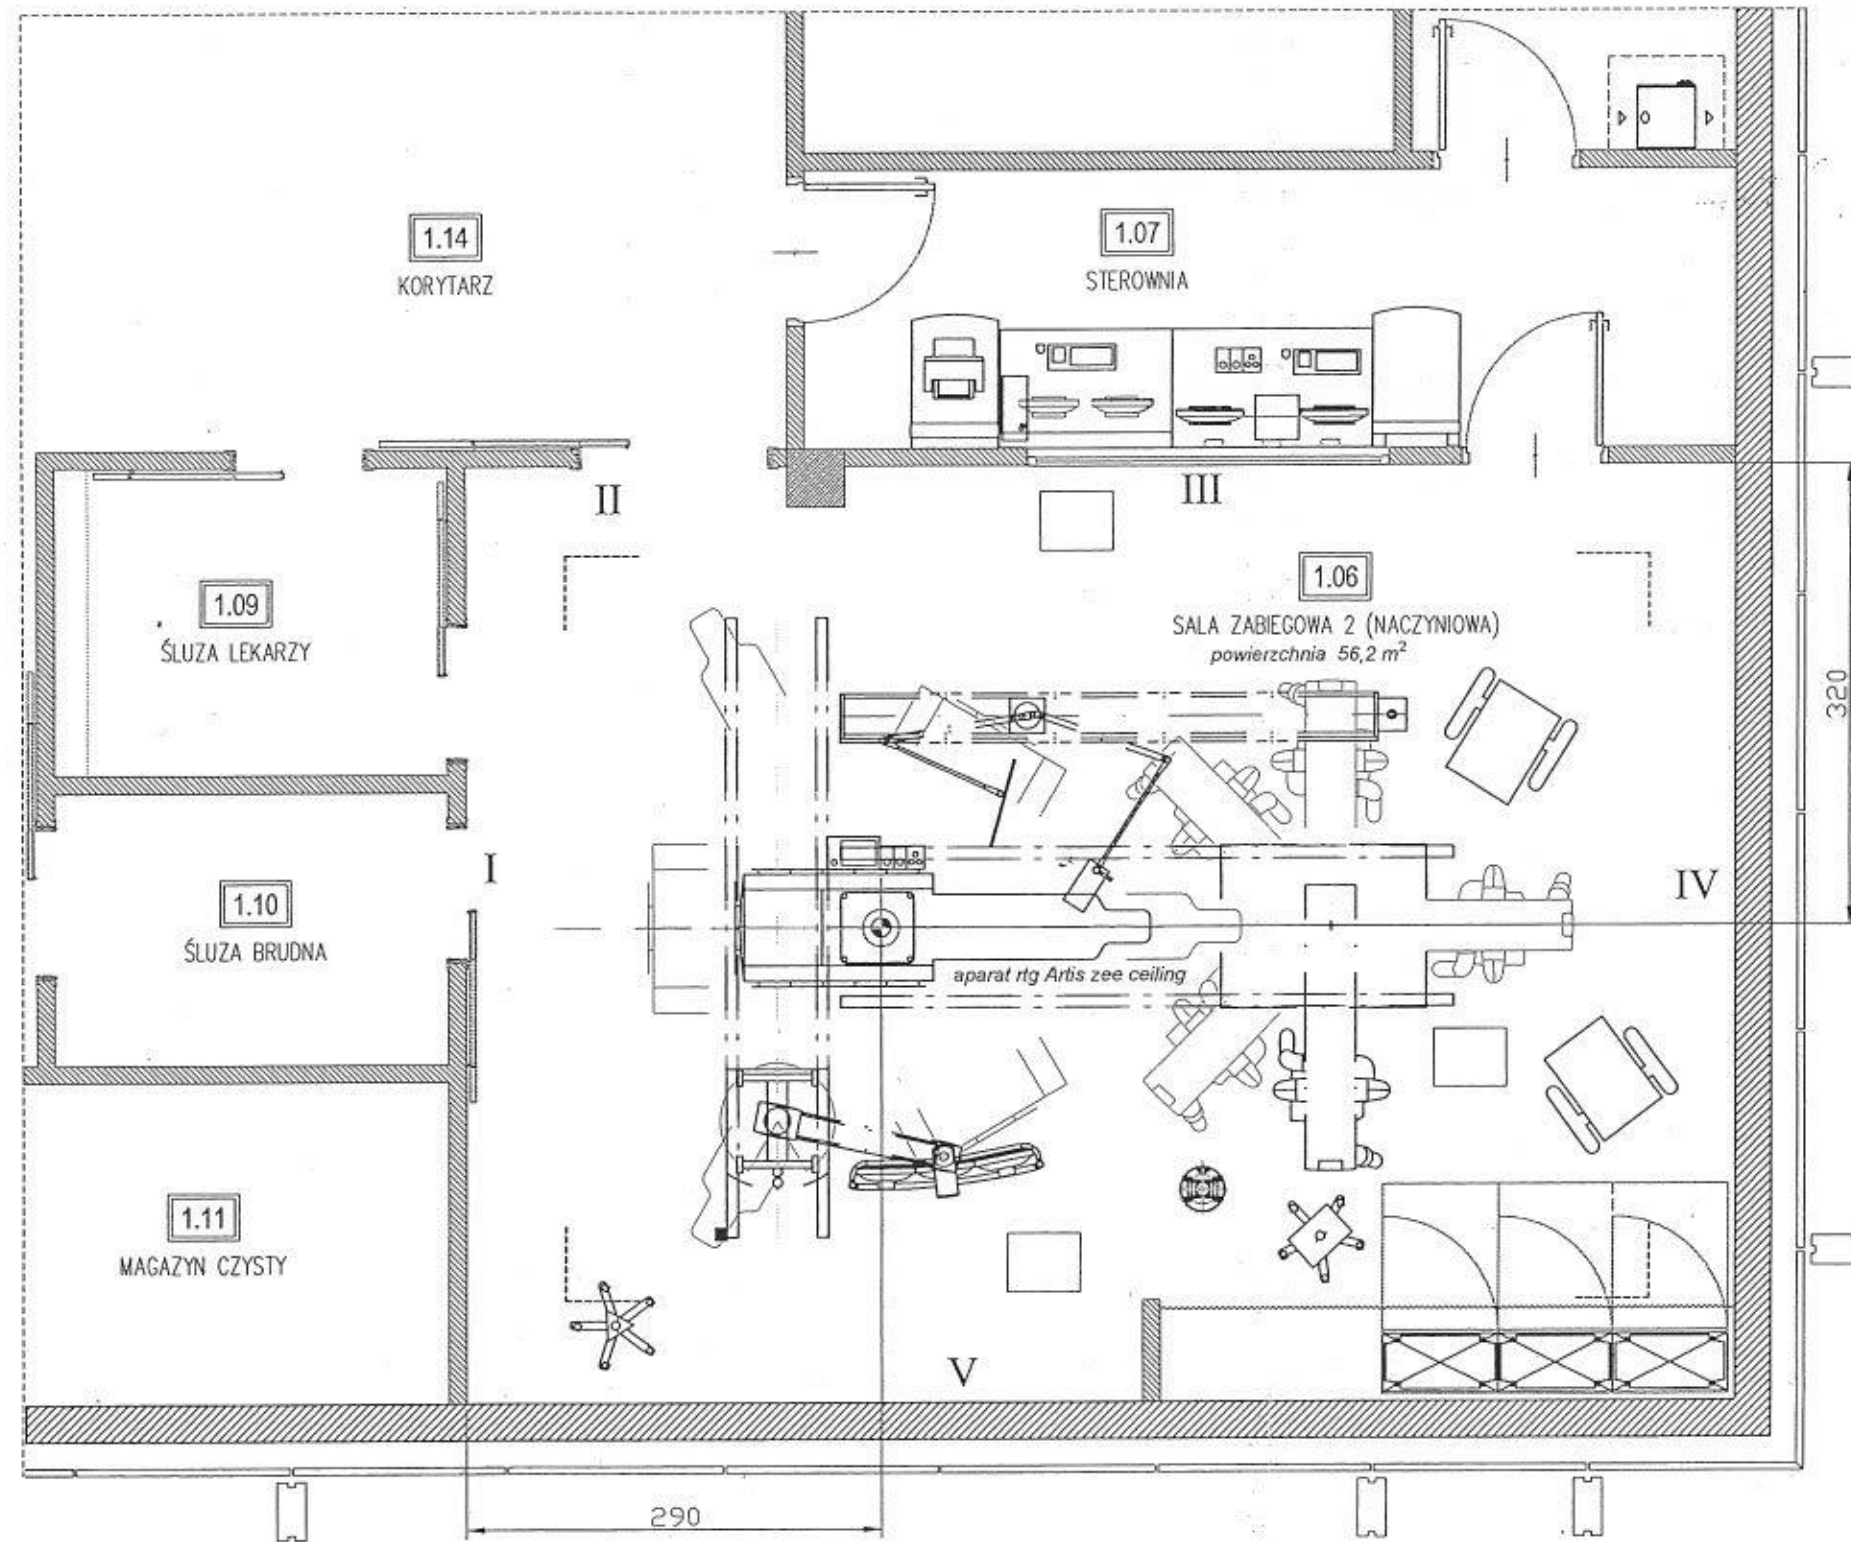 1.14
KORYTARZ
1.07
STEROWNIA
II
III
1.06
SALA ZABIEGOWA 2 (NACZYNIOWA)
powierzchnia 56,2 m²
1.09
ŚLUZA LEKARZY
320
I
IV
1.10
ŚLUZA BRUDNA
aparat rtg Artis zee ceiling
1.11
MAGAZYN CZYSTY
V
290